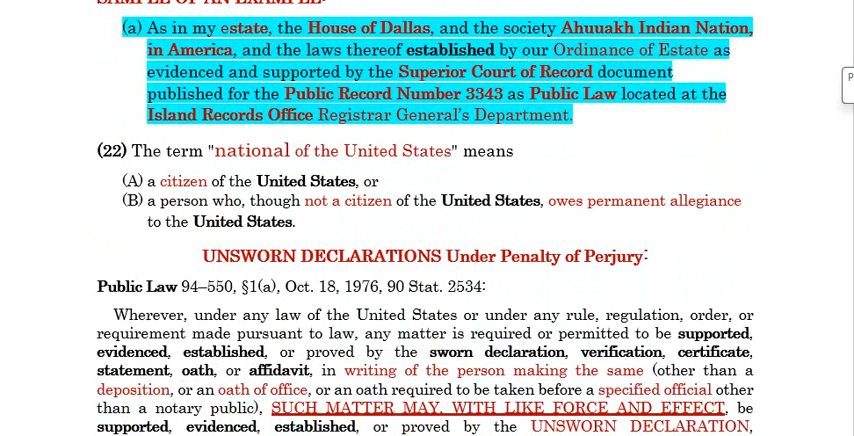 SAMPLE OF AN EXAMPLE:
(a) As in my estate, the House of Dallas, and the society Ahuuakh Indian Nation,
in America, and the laws thereof established by our Ordinance of Estate as
evidenced and supported by the Superior Court of Record document
published for the Public Record Number 3343 as Public Law located at the
Island Records Office Registrar General's Department.
(22) The term "national of the United States" means
(A) a citizen of the United States, or
(B) a person who, though not a citizen of the United States, owes permanent allegiance
to the United States.
UNSWORN DECLARATIONS Under Penalty of Perjury:
Public Law 94–550, §1(a), Oct. 18, 1976, 90 Stat. 2534:
Wherever, under any law of the United States or under any rule, regulation, order, or
requirement made pursuant to law, any matter is required or permitted to be supported,
evidenced, established, or proved by the sworn declaration, verification, certificate,
statement, oath, or affidavit, in writing of the person making the same (other than a
deposition, or an oath of office, or an oath required to be taken before a specified official other
than a notary public), SUCH MATTER MAY, WITH LIKE FORCE AND EFFECT, be
supported, evidenced, established, or proved by the UNSWORN DECLARATION,
P